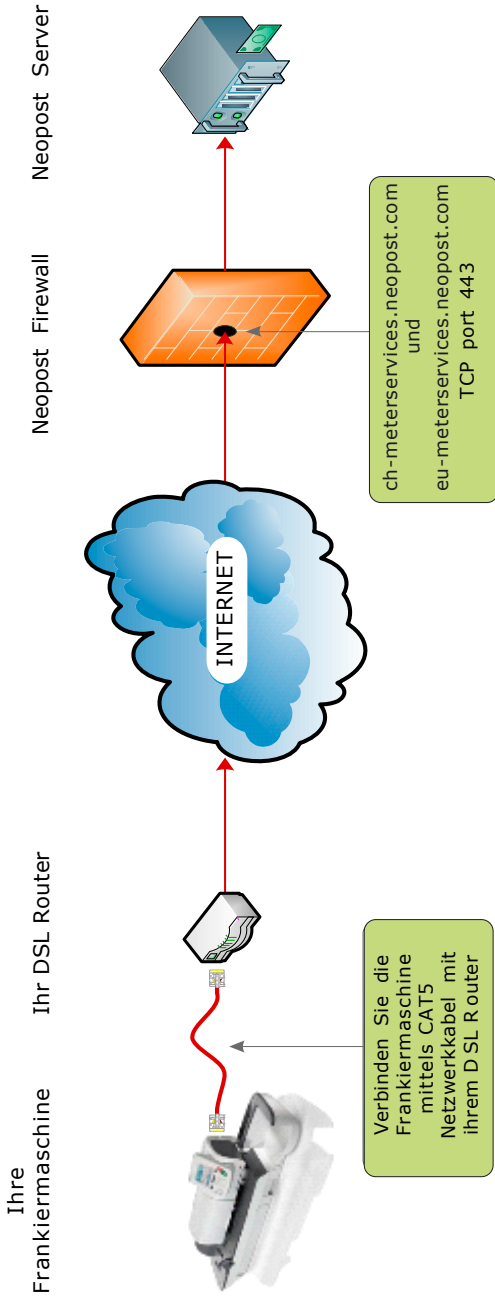 Ihre
Frankiermaschine
Ihr DSL Router
Neopost Firewall
Neopost Server
INTERNET
Verbinden Sie die
Frankiermaschine
mittels CAT5
Netzwerkkabel mit
ihrem DSL Router
ch-meterservices.neopost.com
und
eu-meterservices.neopost.com
TCP port 443